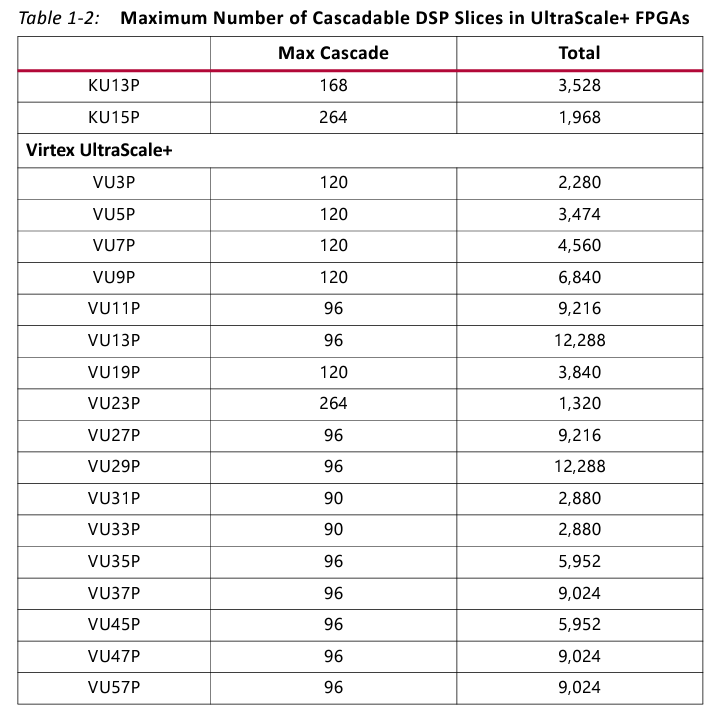 Table 1-2: Maximum Number of Cascadable DSP Slices in UltraScale+ FPGAs
Max Cascade Total
KU13P 168 3,528
KU15P 264 1,968
Virtex UltraScale+
VU3P 120 2,280
VU5P 120 3,474
VU7P 120 4,560
VU9P 120 6,840
VU11P 96 9,216
VU13P 96 12,288
VU19P 120 3,840
VU23P 264 1,320
VU27P 96 9,216
VU29P 96 12,288
VU31P 90 2,880
VU33P 90 2,880
VU35P 96 5,952
VU37P 96 9,024
VU45P 96 5,952
VU47P 96 9,024
VU57P 96 9,024